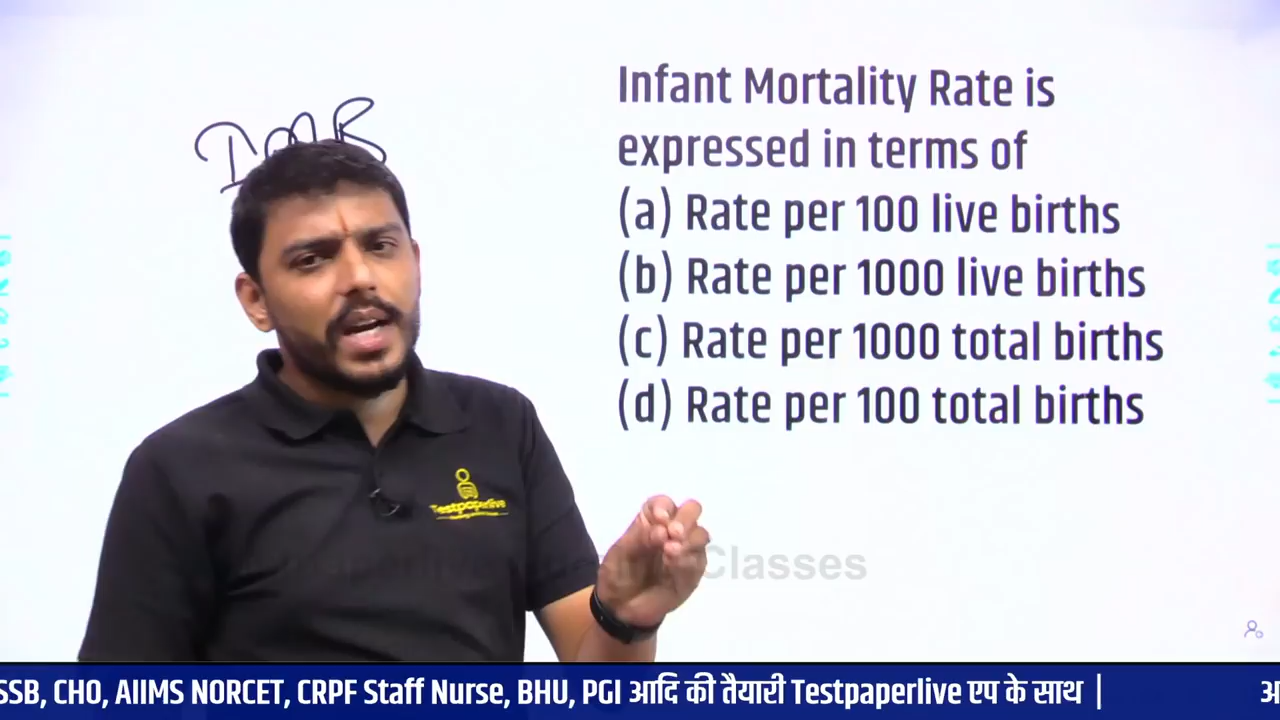 IMR
Infant Mortality Rate is
expressed in terms of
(a) Rate per 100 live births
(b) Rate per 1000 live births
(c) Rate per 1000 total births
(d) Rate per 100 total births
Testpaperlive
Classes
SSB, CHO, AIIMS NORCET, CRPF Staff Nurse, BHU, PGI आदि की तैयारी Testpaperlive एप के साथ |